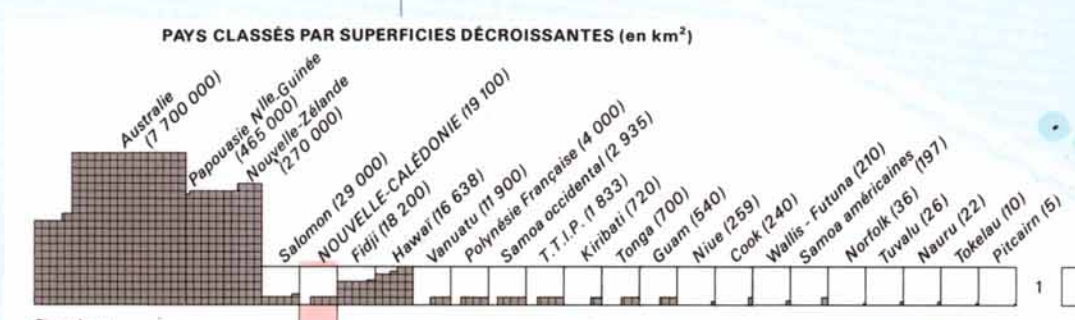 PAYS CLASSÉS PAR SUPERFICIES DÉCROISSANTES (en km²)
Australie
(7 700 000)
Papouasie Nlle-Guinée
(465 000)
Nouvelle-Zélande
(270 000)
Salomon (29 000)
NOUVELLE-CALÉDONIE (19 100)
Fidji (18 200)
Hawaï (16 638)
Vanuatu (11 900)
Polynésie Française (4 000)
Samoa occidental (2 935)
T.T.I.P. (1 833)
Kiribati (720)
Tonga (700)
Guam (540)
Niue (259)
Cook (240)
Wallis - Futuna (210)
Samoa américaines
(197)
Norfolk (36)
Tuvalu (26)
Nauru (22)
Tokelau (10)
Pitcairn (5)
1